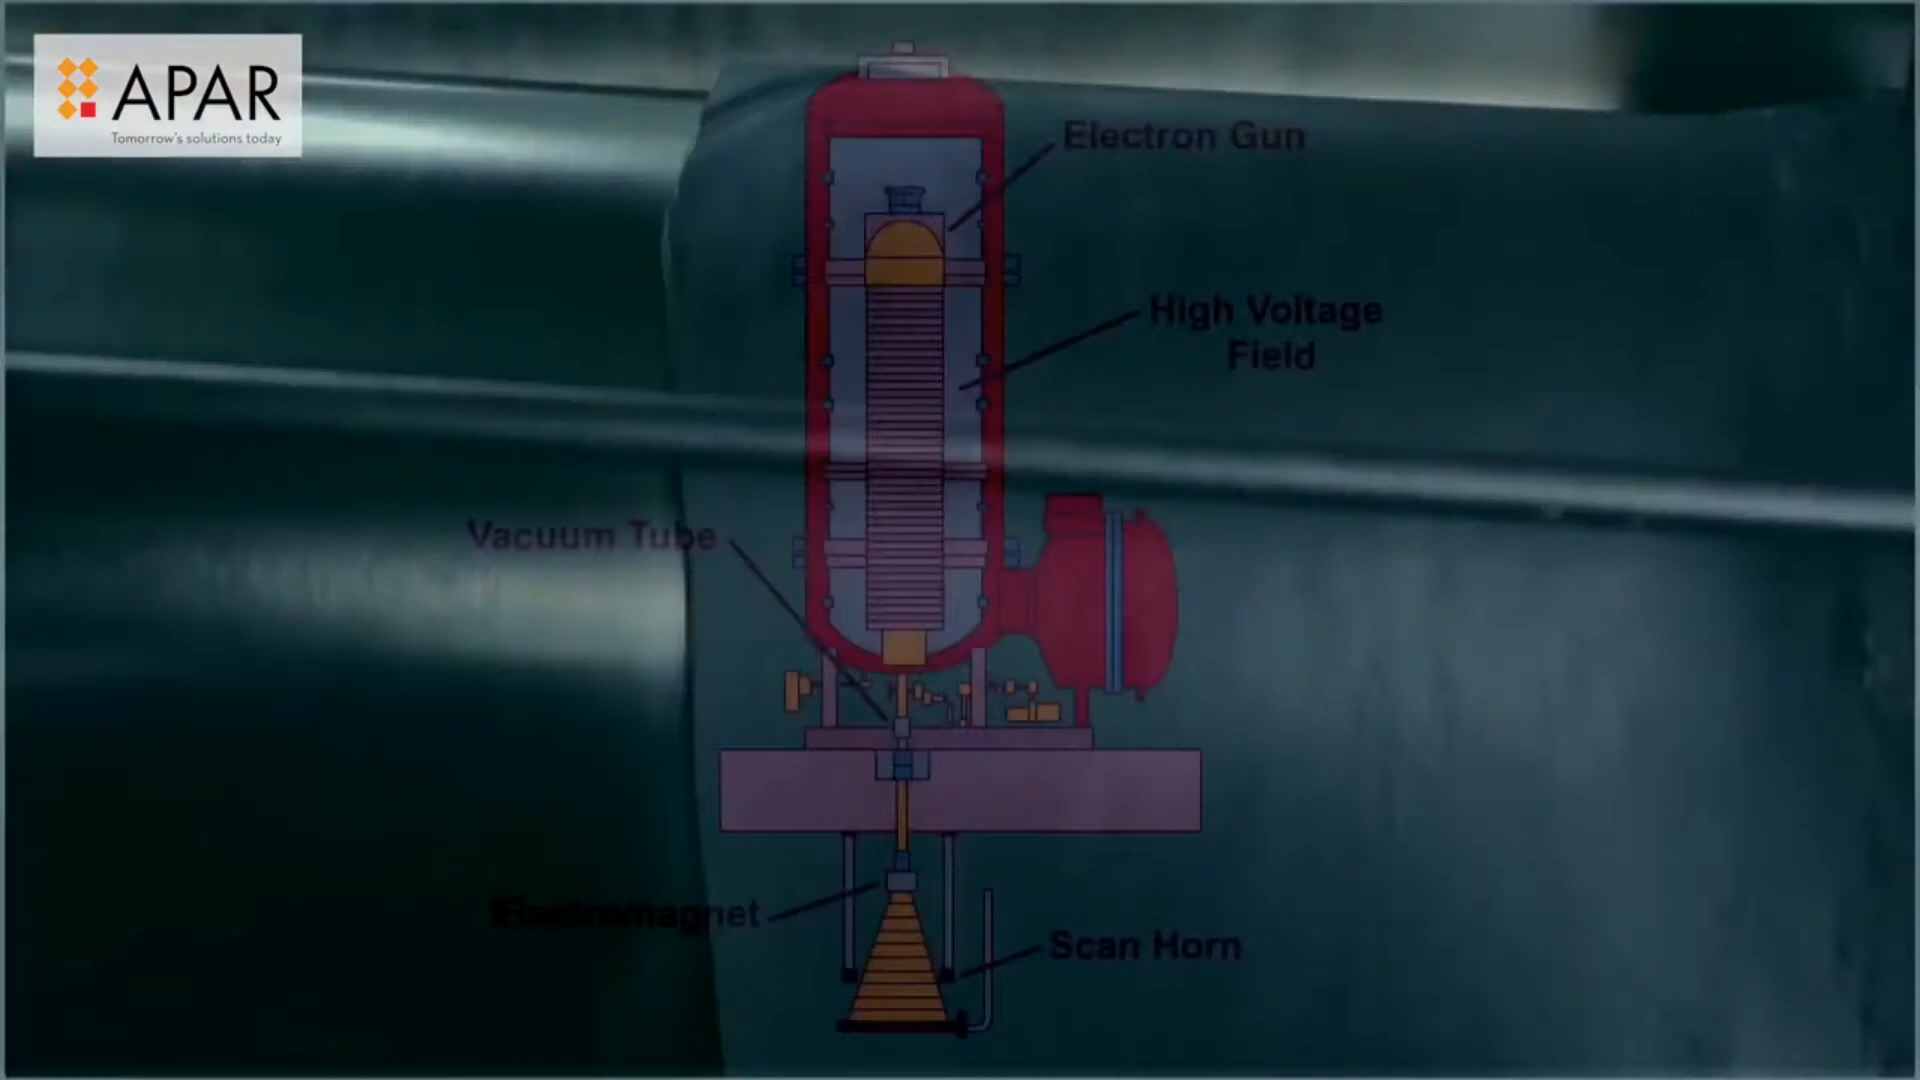 APAR
Tomorrow's solutions today
Electron Gun
High Voltage
Field
Vacuum Tube
Electromagnet
Scan Horn